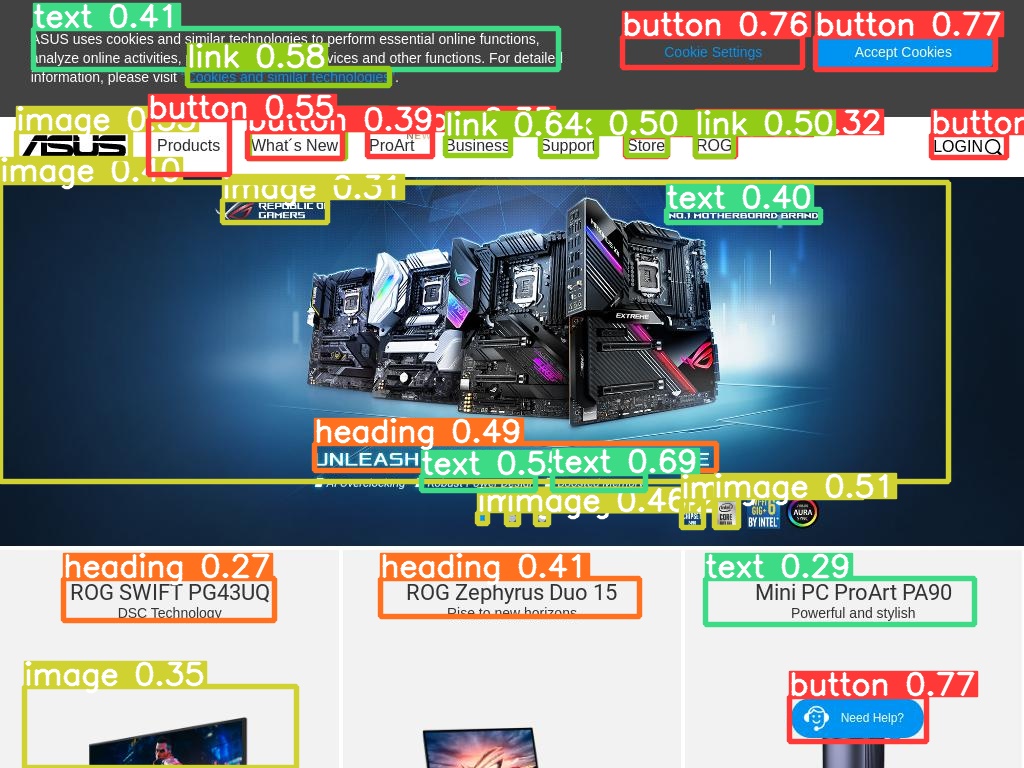 text 0.41
ASUS uses cookies and similar technologies to perform essential online functions,
analyze online activities, vices and other functions. For detailed
link 0.58
information, please visit Cookies and similar technologies .
button 0.76
Cookie Settings
button 0.77
Accept Cookies
image
button 0.55
button 0.39
link 0.64
0.50
link 0.50
.32
button
ASUS
Products
What´s New
ProArt
NEW
Business
Support
Store
ROG
LOGIN
image 0.40
image 0.31
REPUBLIC OF
GAMERS
text 0.40
NO.1 MOTHERBOARD BRAND
EXTREME
heading 0.49
UNLEASH
text 0.5
text 0.69
AI Overclocking
Robust Power Design
Boosted Memory
image 0.46
image 0.51
BY INTEL
AURA
heading 0.27
ROG SWIFT PG43UQ
DSC Technology
heading 0.41
ROG Zephyrus Duo 15
Rise to new horizons
text 0.29
Mini PC ProArt PA90
Powerful and stylish
image 0.35
button 0.77
Need Help?